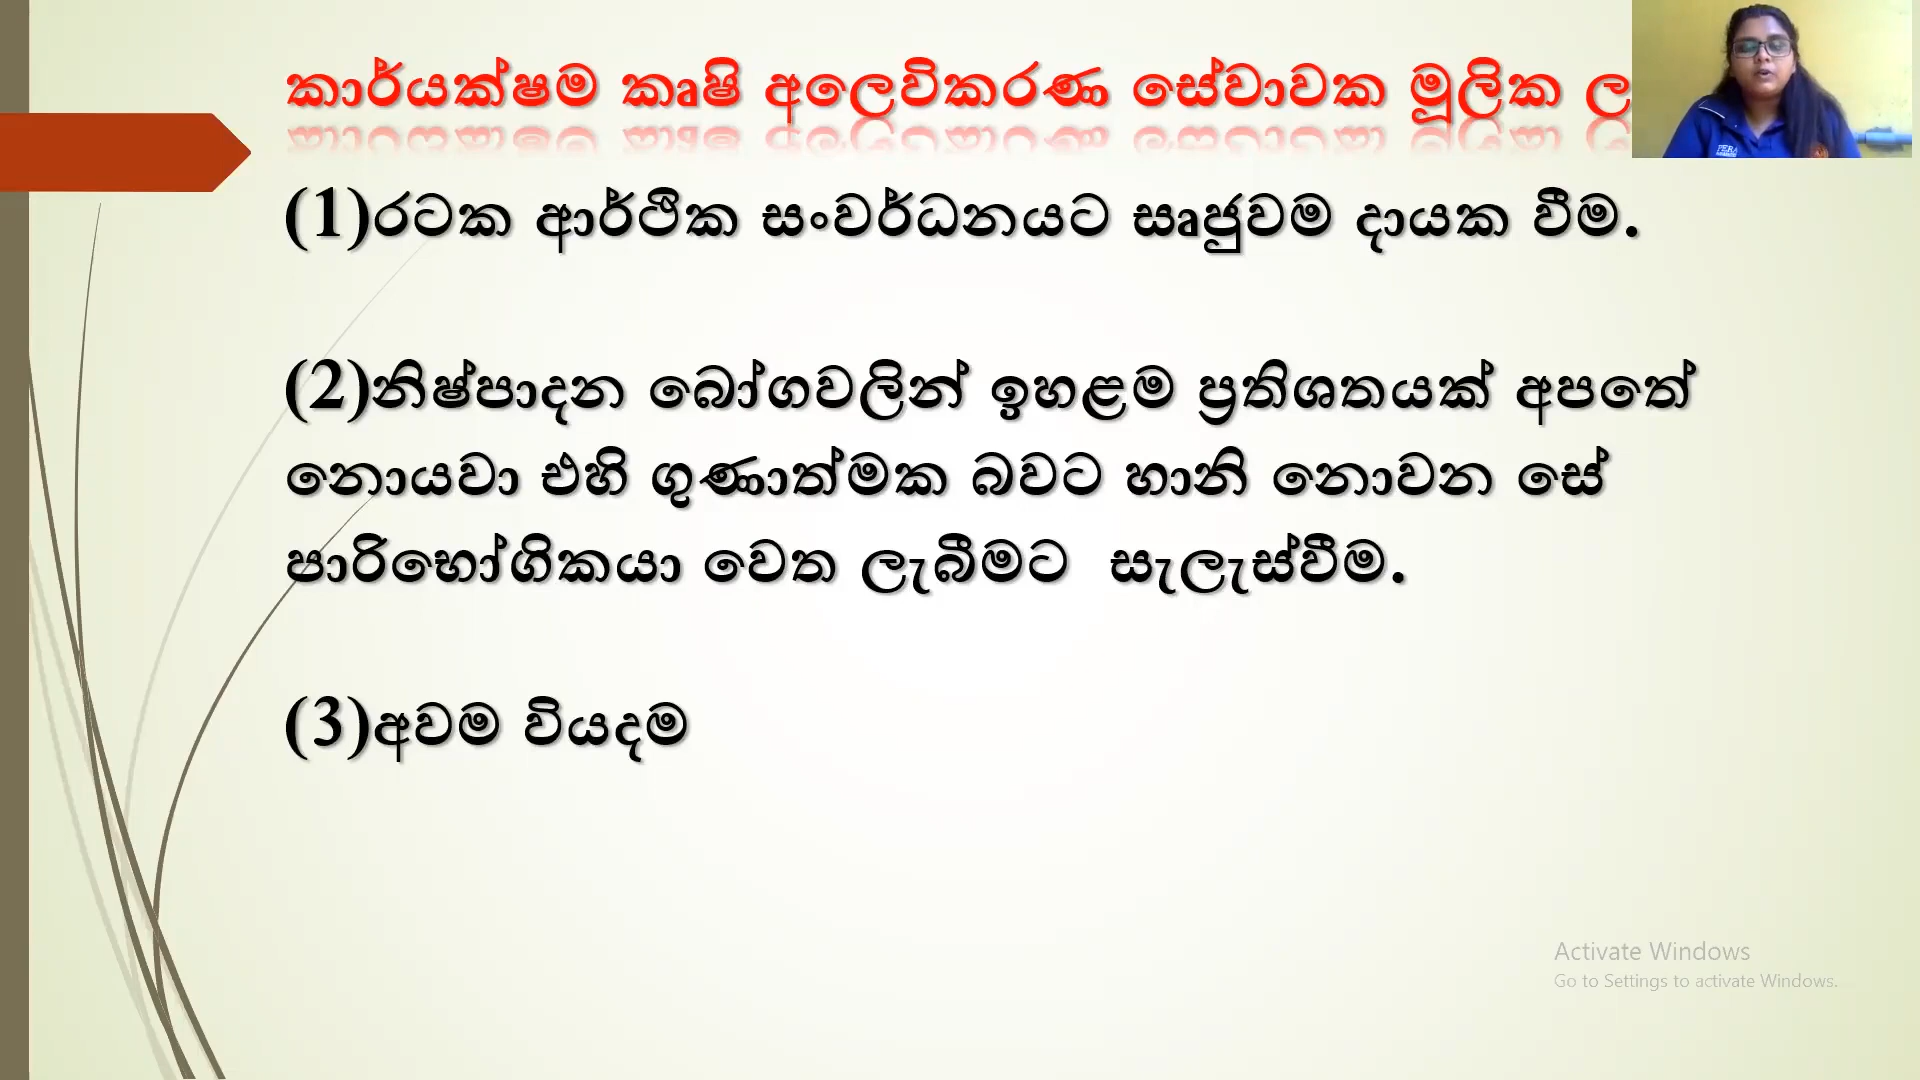 කාර්යක්ෂම කෘෂි අලෙවිකරණ සේවාවක මූලික ල
(1)රටක ආර්ථික සංවර්ධනයට සෘජුවම දායක වීම.
(2)නිෂ්පාදන බෝගවලින් ඉහළම ප්‍රතිශතයක් අපතේ
නොයවා එහි ගුණාත්මක බවට හානි නොවන සේ
පාරිභෝගිකයා වෙත ලැබීමට  සැලැස්වීම.
(3)අවම වියදම
PERA
Activate Windows
Go to Settings to activate Windows.